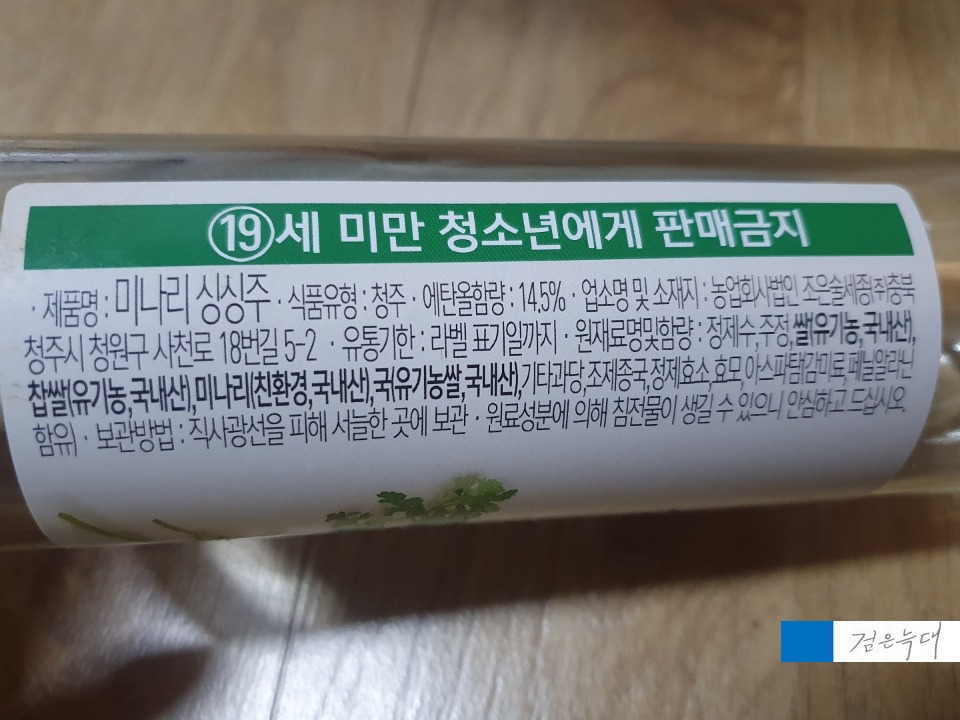 19세 미만 청소년에게 판매금지
· 제품명 : 미나리 싱싱주 · 식품유형 : 청주 · 에탄올함량 : 14.5% · 업소명 및 소재지 : 농업회사법인 조은술세종㈜충북
청주시 청원구 사천로 18번길 5-2 · 유통기한 : 라벨 표기일까지 · 원재료명및함량 : 정제수,주정,쌀(유기농,국내산),
찹쌀(유기농,국내산),미나리(친환경,국내산),국(유기농쌀,국내산),기타과당,조제종국,정제효소,효모,아스파탐(감미료,페닐알라닌
함유) · 보관방법 : 직사광선을 피해 서늘한 곳에 보관 · 원료성분에 의해 침전물이 생길 수 있으니 안심하고 드십시오.
검은늑대